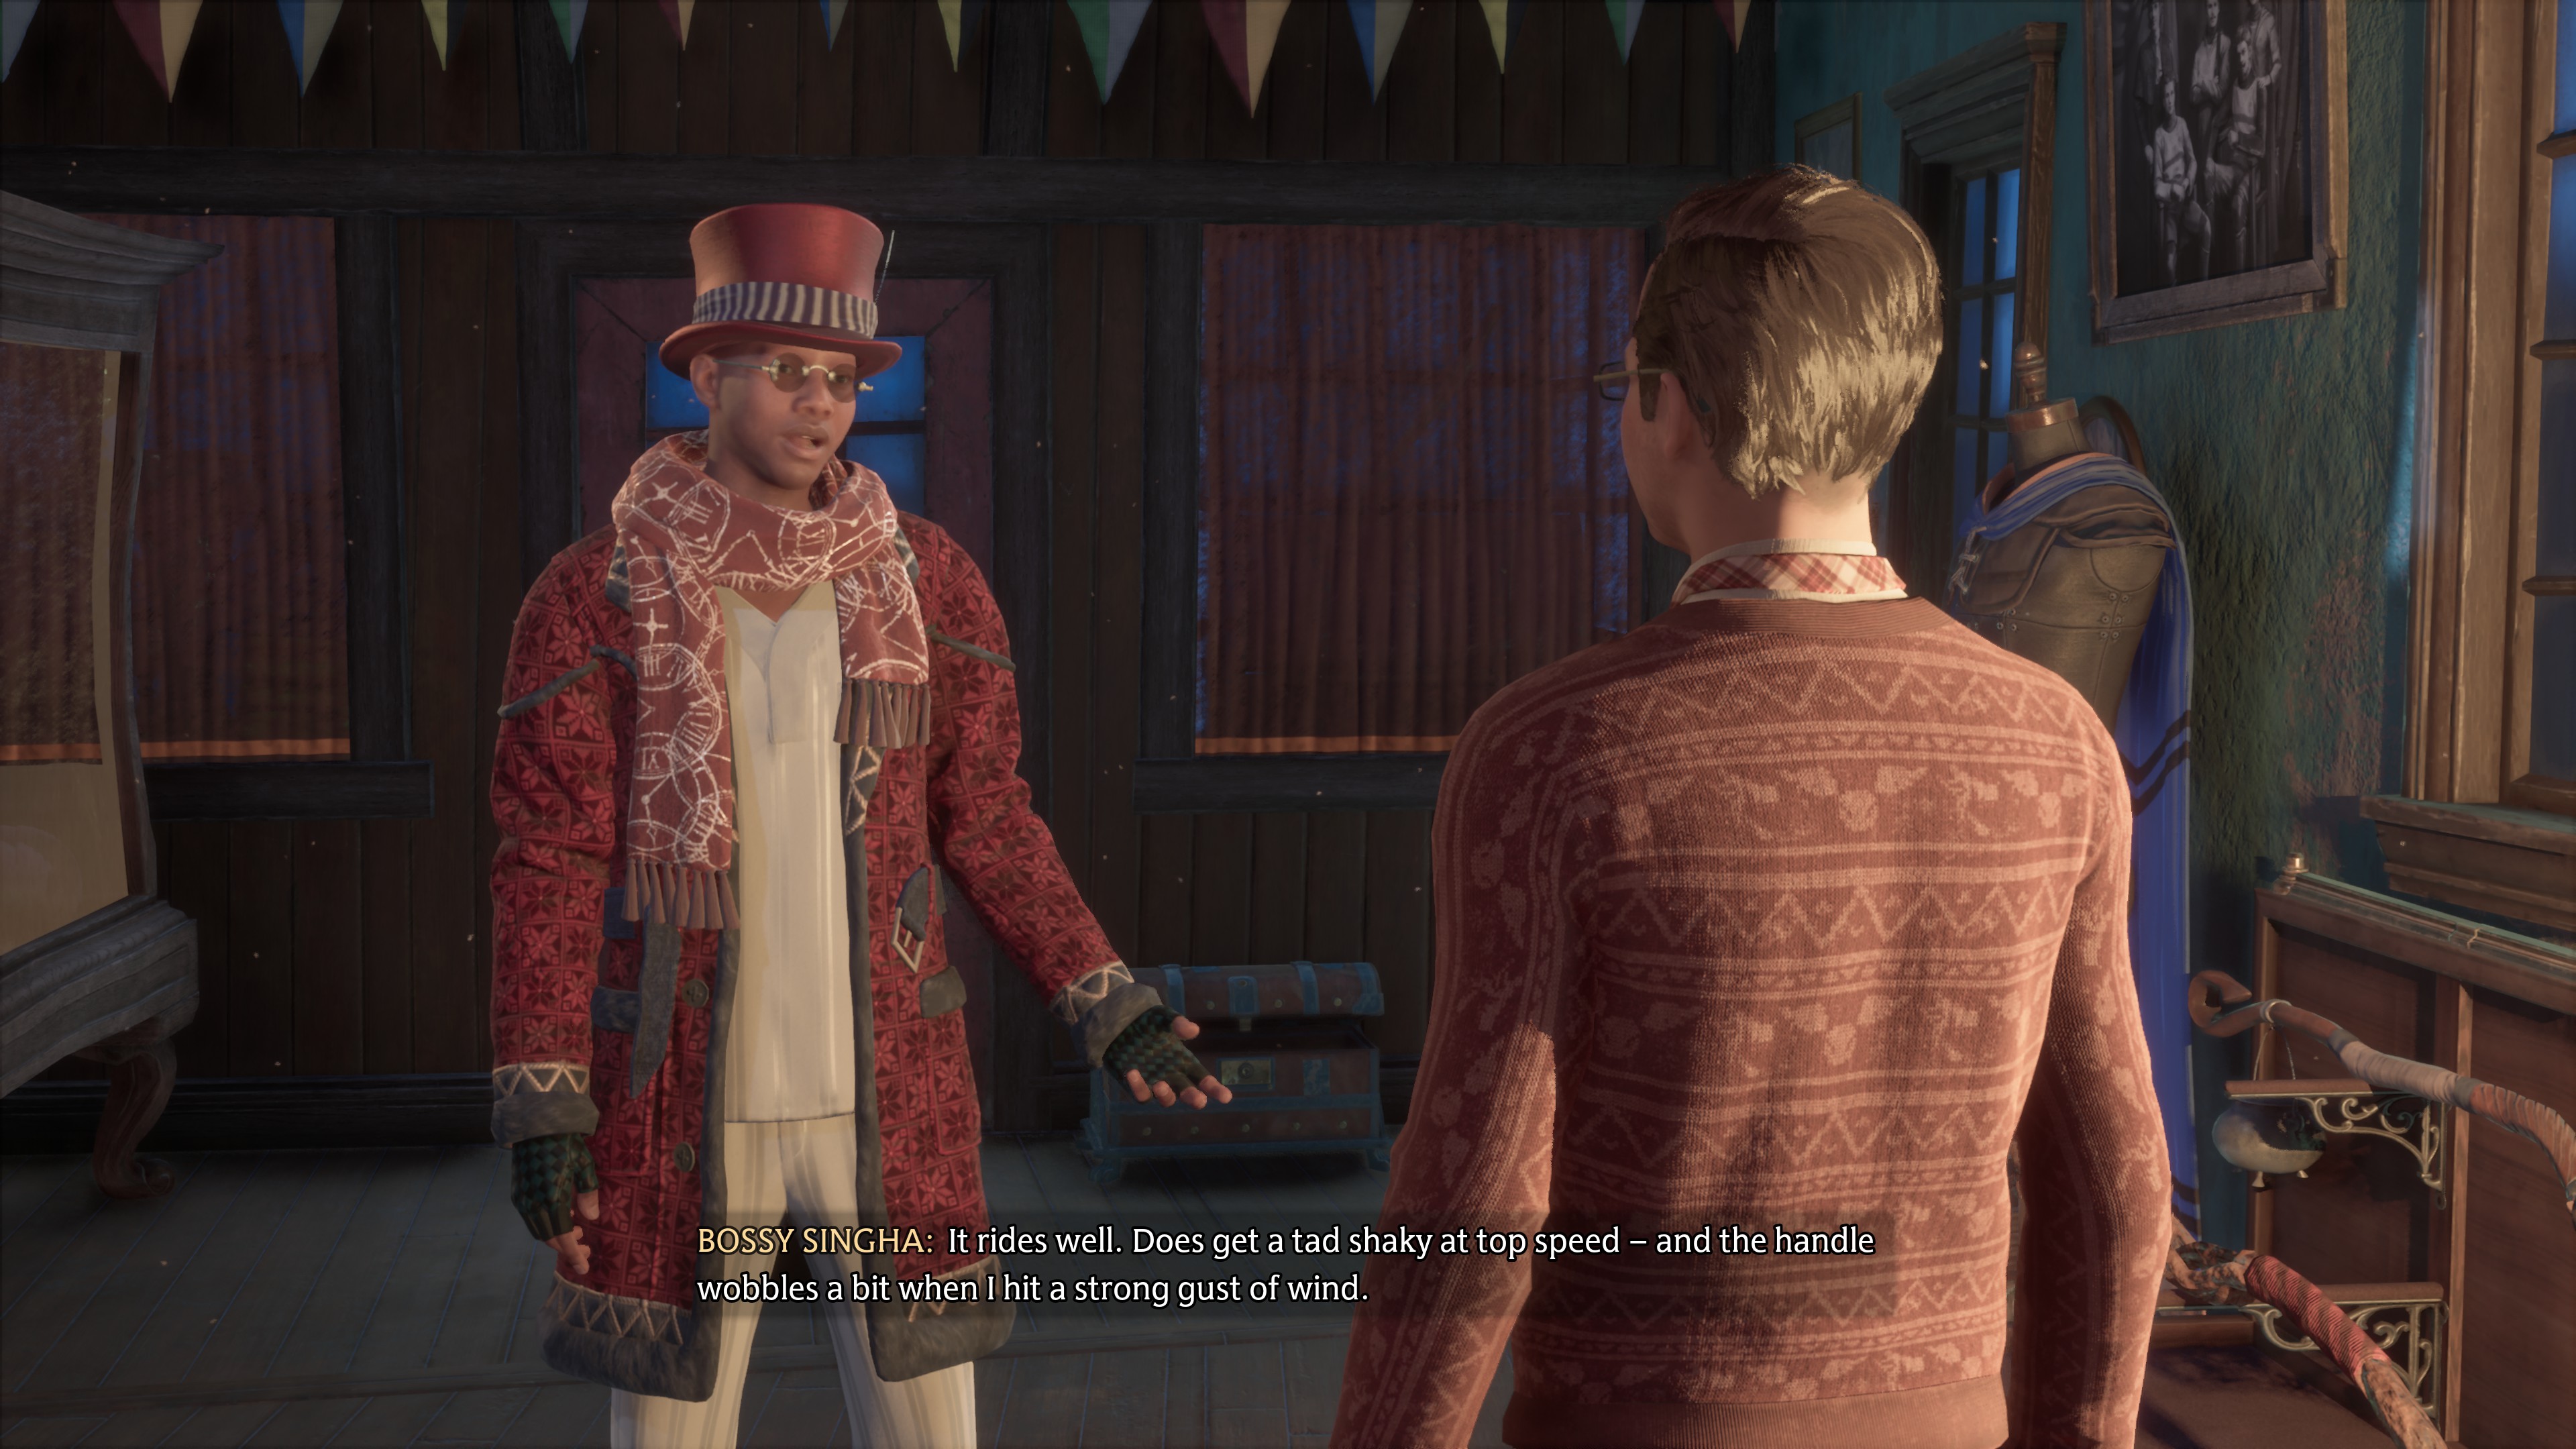 BOSSY SINGHA: It rides well. Does get a tad shaky at top speed – and the handle
wobbles a bit when I hit a strong gust of wind.